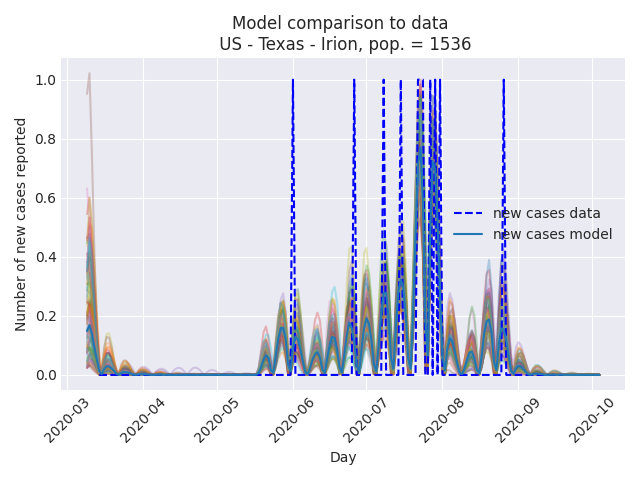 Model comparison to data
US - Texas - Irion, pop. = 1536
Number of new cases reported
1.0
0.8
0.6
0.4
0.2
0.0
new cases data
new cases model
2020-03
2020-04
2020-05
2020-06
2020-07
2020-08
2020-09
2020-10
Day